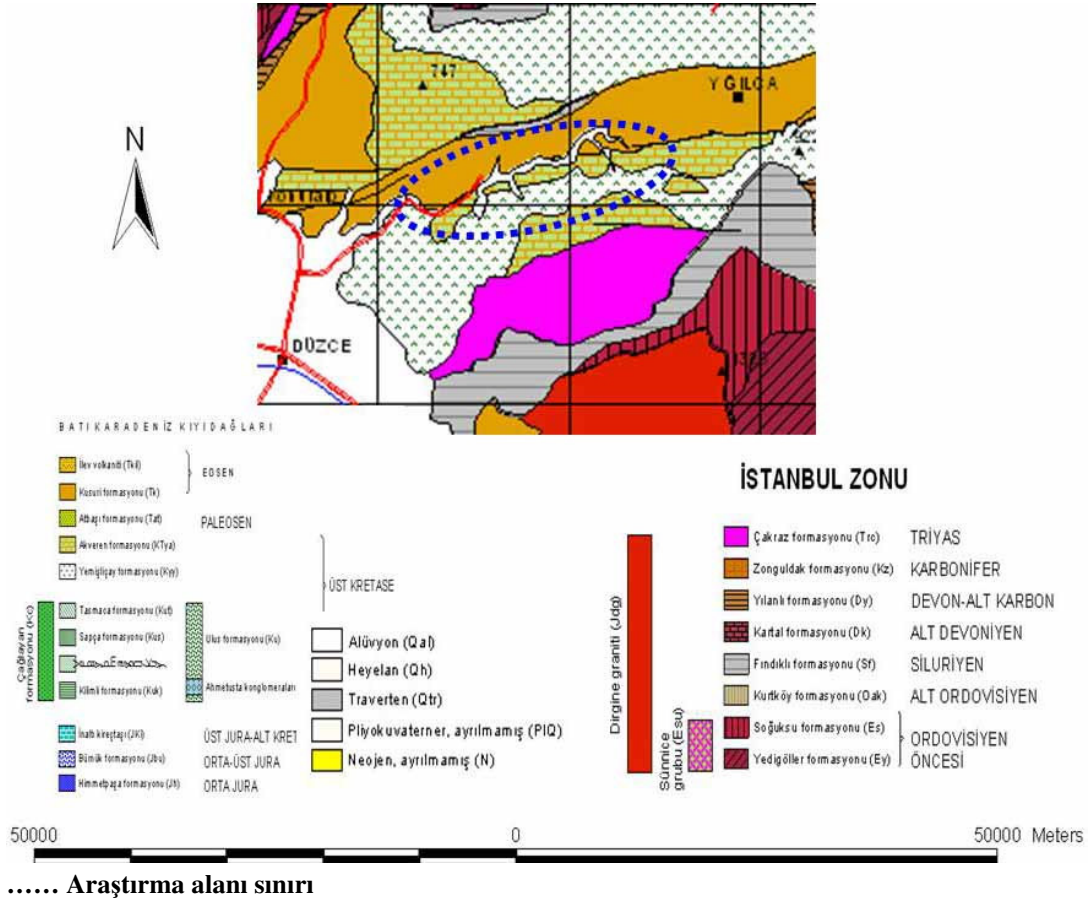 747
YĞILCA
N
DÜZCE
BATI KARADENİZ KIYI DAĞLARI
İlev volkaniti (Tkil)
EOSEN
Kusuri formasyonu (Tk)
Atbaşı formasyonu (Tat)
PALEOSEN
Akveren formasyonu (KTya)
Yemişliçay formasyonu (Kyy)
ÜST KRETASE
Çağlayan formasyonu (Kc)
Tasmaca formasyonu (Kut)
Sapça formasyonu (Kus)
Kilimli formasyonu (Kuk)
Ulus formasyonu (Ku)
Ahmetusta konglomeraları
İnaltı kireçtaşı (JKi)
ÜST JURA-ALT KRET
Bürnük formasyonu (Jbu)
ORTA-ÜST JURA
Himmetpaşa formasyonu (Jh)
ORTA JURA
Alüvyon (Qal)
Heyelan (Qh)
Traverten (Qtr)
Pliyokuvaterner, ayrılmamış (PlQ)
Neojen, ayrılmamış (N)
İSTANBUL ZONU
Dirgine graniti (Jdg)
Sünnice grubu (Esu)
Çakraz formasyonu (Trc)
TRİYAS
Zonguldak formasyonu (Kz)
KARBONİFER
Yılanlı formasyonu (Dy)
DEVON-ALT KARBON
Kartal formasyonu (Dk)
ALT DEVONİYEN
Fındıklı formasyonu (Sf)
SİLURİYEN
Kurtköy formasyonu (Oak)
ALT ORDOVİSİYEN
Soğuksu formasyonu (Es)
ORDOVİSİYEN ÖNCESİ
Yedigöller formasyonu (Ey)
50000 0 50000 Meters
...... Araştırma alanı sınırı